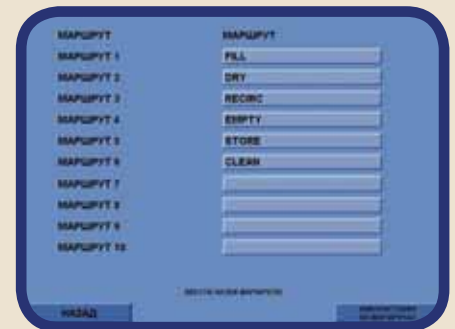 МАРШРУТ МАРШРУТ
МАРШРУТ 1 FILL
МАРШРУТ 2 DRY
МАРШРУТ 3 RECIRC
МАРШРУТ 4 EMPTY
МАРШРУТ 5 STORE
МАРШРУТ 6 CLEAN
МАРШРУТ 7
МАРШРУТ 8
МАРШРУТ 9
МАРШРУТ 10
НАЗАД